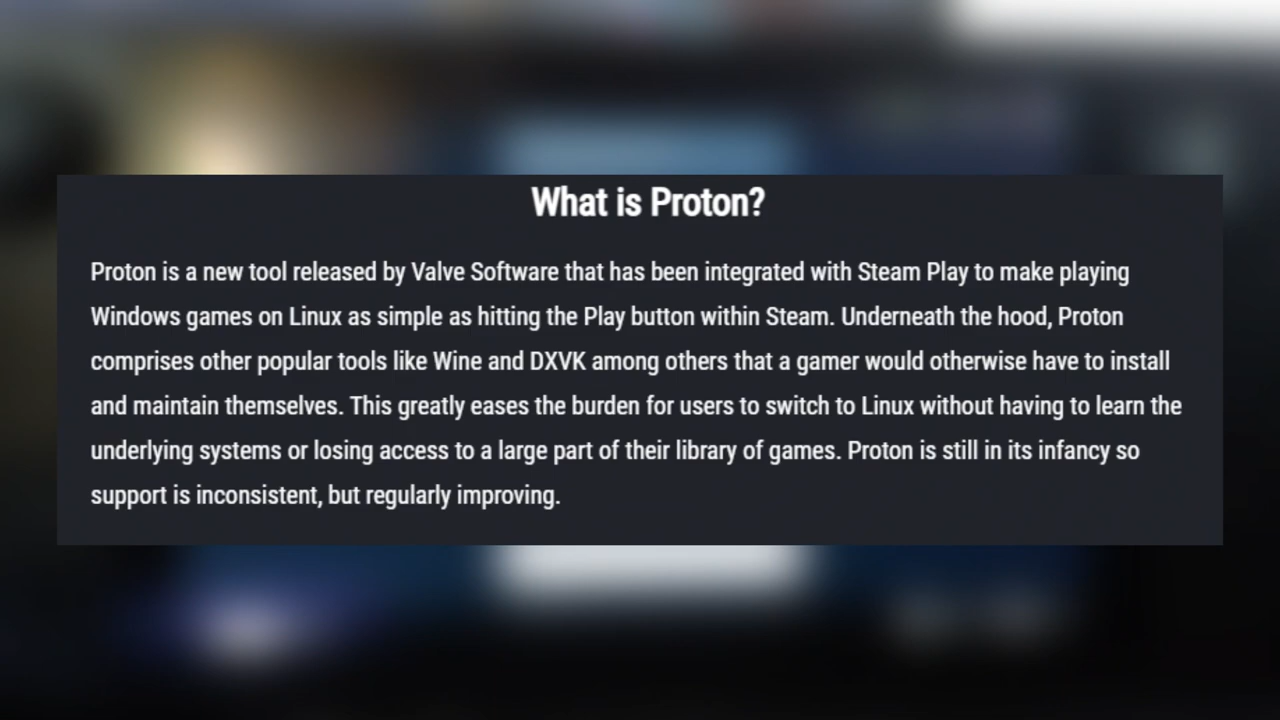 What is Proton?
Proton is a new tool released by Valve Software that has been integrated with Steam Play to make playing
Windows games on Linux as simple as hitting the Play button within Steam. Underneath the hood, Proton
comprises other popular tools like Wine and DXVK among others that a gamer would otherwise have to install
and maintain themselves. This greatly eases the burden for users to switch to Linux without having to learn the
underlying systems or losing access to a large part of their library of games. Proton is still in its infancy so
support is inconsistent, but regularly improving.